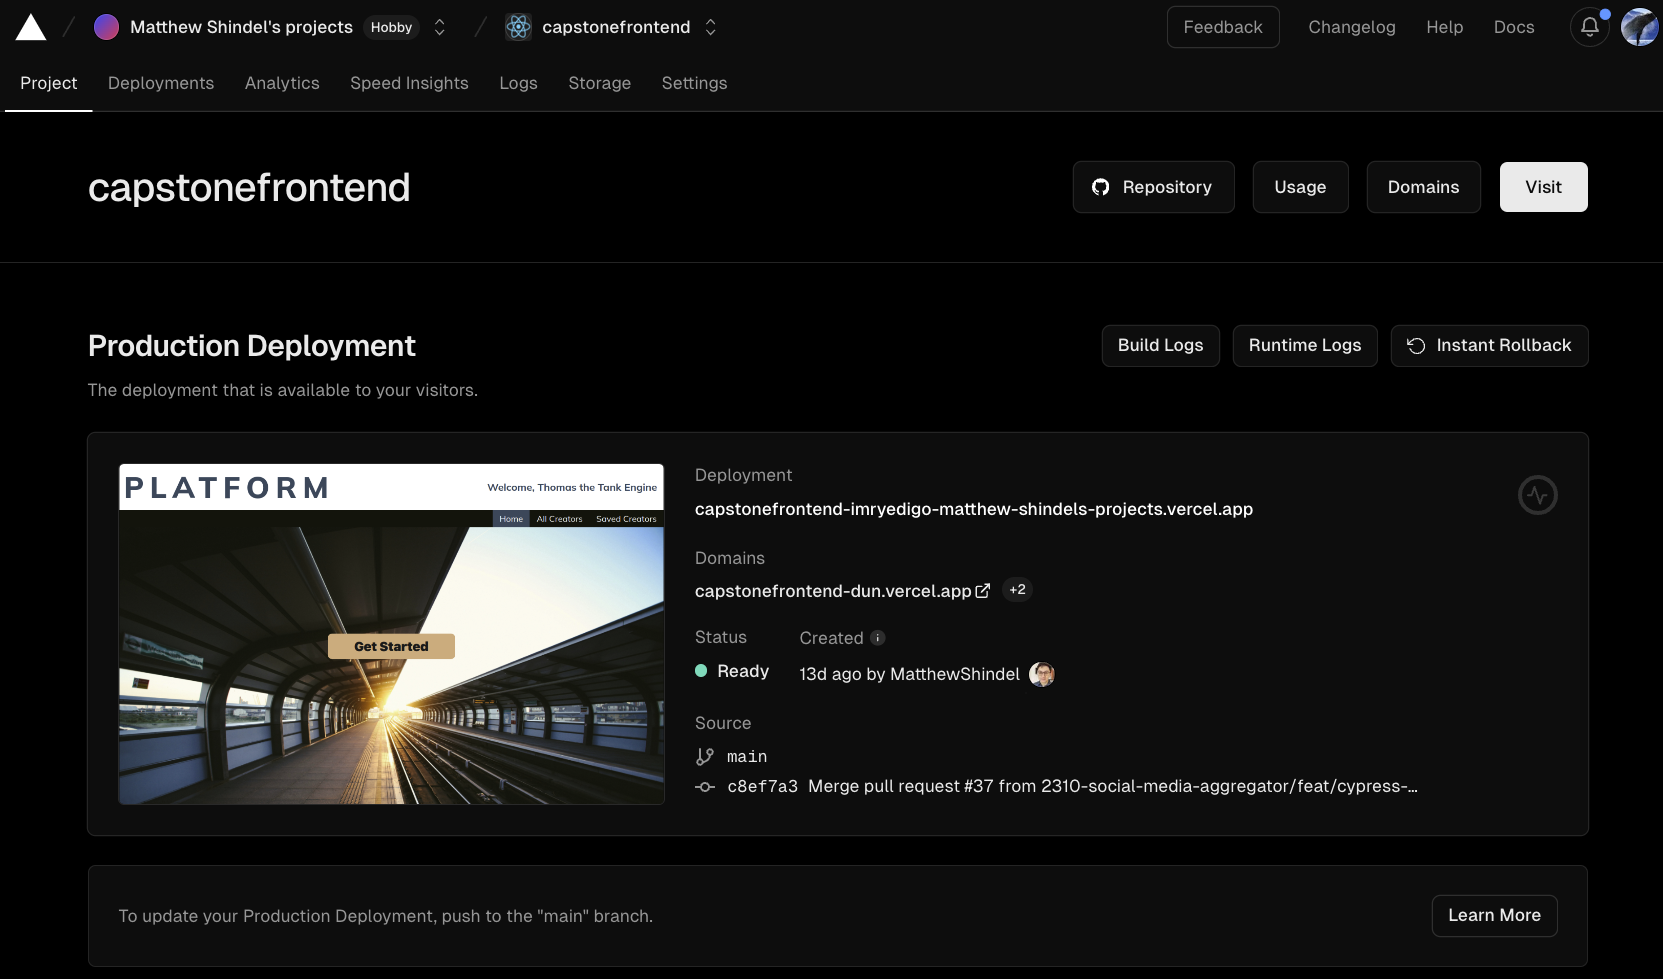 Matthew Shindel's projects Hobby capstonefrontend Feedback Changelog Help Docs
Project Deployments Analytics Speed Insights Logs Storage Settings
capstonefrontend Repository Usage Domains Visit
Production Deployment Build Logs Runtime Logs Instant Rollback
The deployment that is available to your visitors.
PLATFORM
Welcome, Thomas the Tank Engine
Home All Creators Saved Creators
Get Started
Deployment
capstonefrontend-imryedigo-matthew-shindels-projects.vercel.app
Domains
capstonefrontend-dun.vercel.app +2
Status Created
Ready 13d ago by MatthewShindel
Source
main
c8ef7a3 Merge pull request #37 from 2310-social-media-aggregator/feat/cypress-…
To update your Production Deployment, push to the "main" branch. Learn More